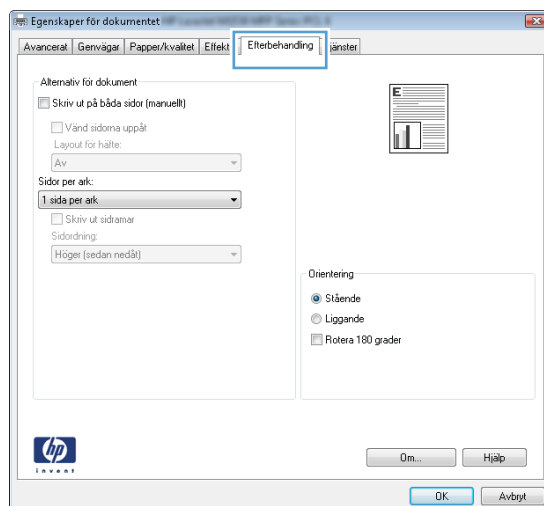 Egenskaper för dokumentet
Avancerat Genvägar Papper/kvalitet Effekt Efterbehandling jänster
Alternativ för dokument
Skriv ut på båda sidor (manuellt)
Vänd sidorna uppåt
Layout för häfte:
Av
Sidor per ark:
1 sida per ark
Skriv ut sidramar
Sidordning:
Höger (sedan nedåt)
E
Orientering
Stående
Liggande
Rotera 180 grader
hp
invent
Om... Hjälp
OK Avbryt